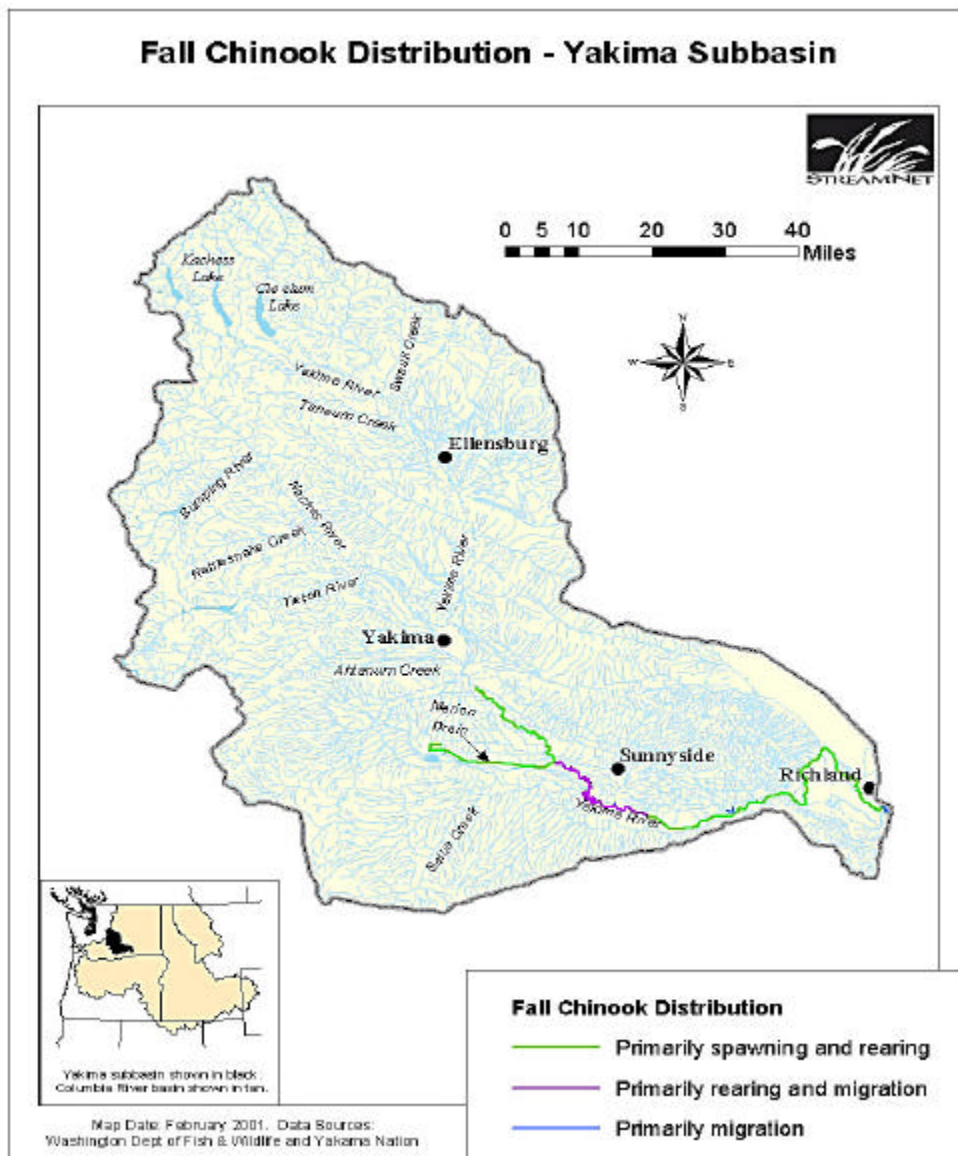 Fall Chinook Distribution - Yakima Subbasin
STREAMNET
0 5 10 20 30 40
Miles
Kachess
Lake
Cle elum
Lake
Swauk Creek
Yakima River
Taneum Creek
N
W E
S
Ellensburg
Bumping River
Naches River
Rattlesnake Creek
Yakima River
Tieton River
Yakima
Ahtanum Creek
Marion
Drain
Sunnyside
Richland
Yakima River
Satus Creek
Yakima subbasin shown in black.
Columbia River basin shown in tan.
Fall Chinook Distribution
Primarily spawning and rearing
Primarily rearing and migration
Primarily migration
Map Date: February 2001. Data Sources:
Washington Dept of Fish & Wildlife and Yakama Nation